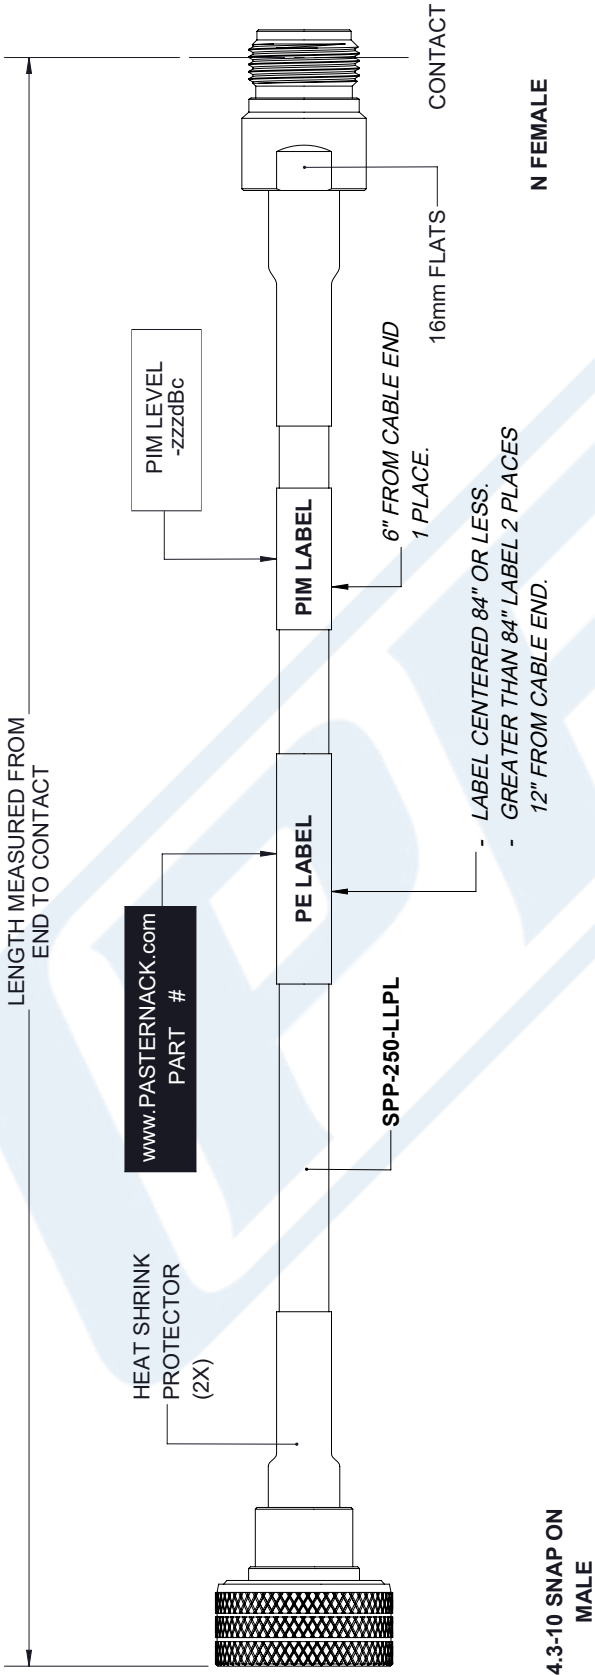 LENGTH MEASURED FROM
END TO CONTACT
HEAT SHRINK
PROTECTOR
(2X)
www.PASTERNACK.com
PART #
PIM LEVEL
-zzzdBc
PE LABEL
PIM LABEL
SPP-250-LLPL
6" FROM CABLE END
1 PLACE.
16mm FLATS
CONTACT
- LABEL CENTERED 84" OR LESS.
- GREATER THAN 84" LABEL 2 PLACES
12" FROM CABLE END.
4.3-10 SNAP ON
MALE
N FEMALE